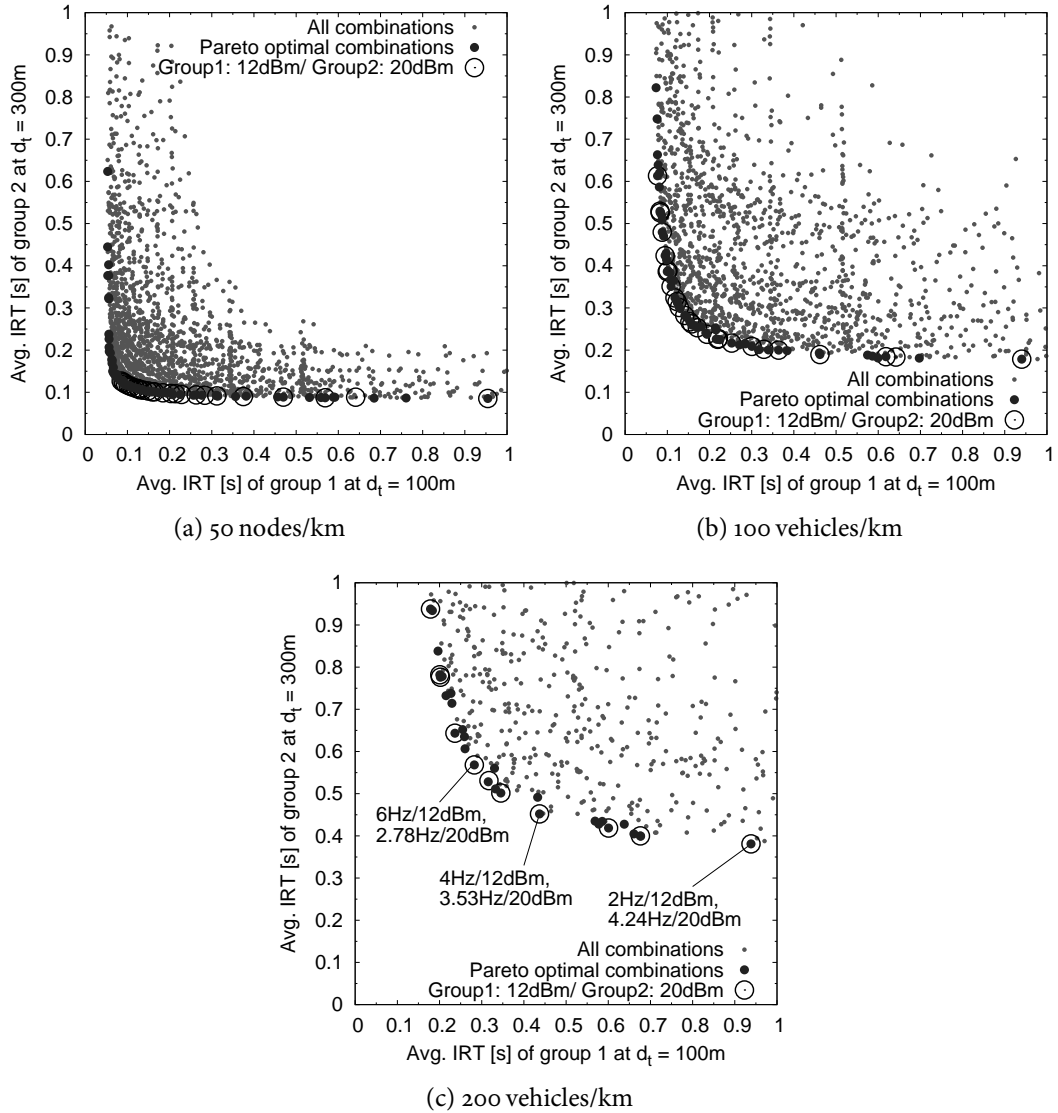 1
0.9
0.8
0.7
0.6
0.5
0.4
0.3
0.2
0.1
0
Avg. IRT [s] of group 2 at d_t = 300m
All combinations
Pareto optimal combinations
Group1: 12dBm/ Group2: 20dBm
0 0.1 0.2 0.3 0.4 0.5 0.6 0.7 0.8 0.9 1
Avg. IRT [s] of group 1 at d_t = 100m
(a) 50 nodes/km
1
0.9
0.8
0.7
0.6
0.5
0.4
0.3
0.2
0.1
0
Avg. IRT [s] of group 2 at d_t = 300m
All combinations
Pareto optimal combinations
Group1: 12dBm/ Group2: 20dBm
0 0.1 0.2 0.3 0.4 0.5 0.6 0.7 0.8 0.9 1
Avg. IRT [s] of group 1 at d_t = 100m
(b) 100 vehicles/km
1
0.9
0.8
0.7
0.6
0.5
0.4
0.3
0.2
0.1
0
Avg. IRT [s] of group 2 at d_t = 300m
6Hz/12dBm,
2.78Hz/20dBm
4Hz/12dBm,
3.53Hz/20dBm
2Hz/12dBm,
4.24Hz/20dBm
All combinations
Pareto optimal combinations
Group1: 12dBm/ Group2: 20dBm
0 0.1 0.2 0.3 0.4 0.5 0.6 0.7 0.8 0.9 1
Avg. IRT [s] of group 1 at d_t = 100m
(c) 200 vehicles/km